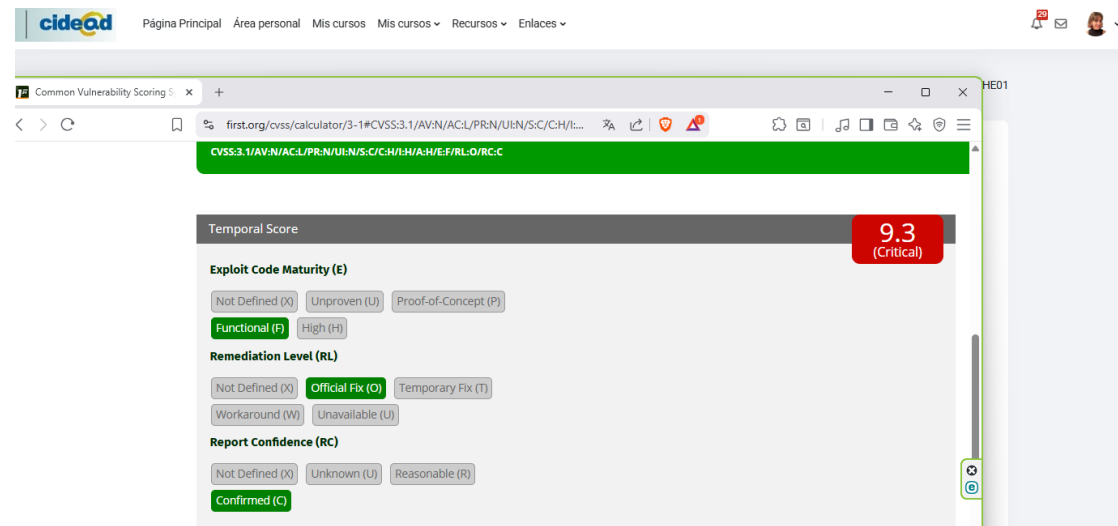 cidead Página Principal Área personal Mis cursos Mis cursos Recursos Enlaces 29
HE01
Common Vulnerability Scoring S
first.org/cvss/calculator/3-1#CVSS:3.1/AV:N/AC:L/PR:N/UI:N/S:C/C:H/I:...
CVSS:3.1/AV:N/AC:L/PR:N/UI:N/S:C/C:H/I:H/A:H/E:F/RL:O/RC:C
Temporal Score
9.3
(Critical)
Exploit Code Maturity (E)
Not Defined (X) Unproven (U) Proof-of-Concept (P)
Functional (F) High (H)
Remediation Level (RL)
Not Defined (X) Official Fix (O) Temporary Fix (T)
Workaround (W) Unavailable (U)
Report Confidence (RC)
Not Defined (X) Unknown (U) Reasonable (R)
Confirmed (C)